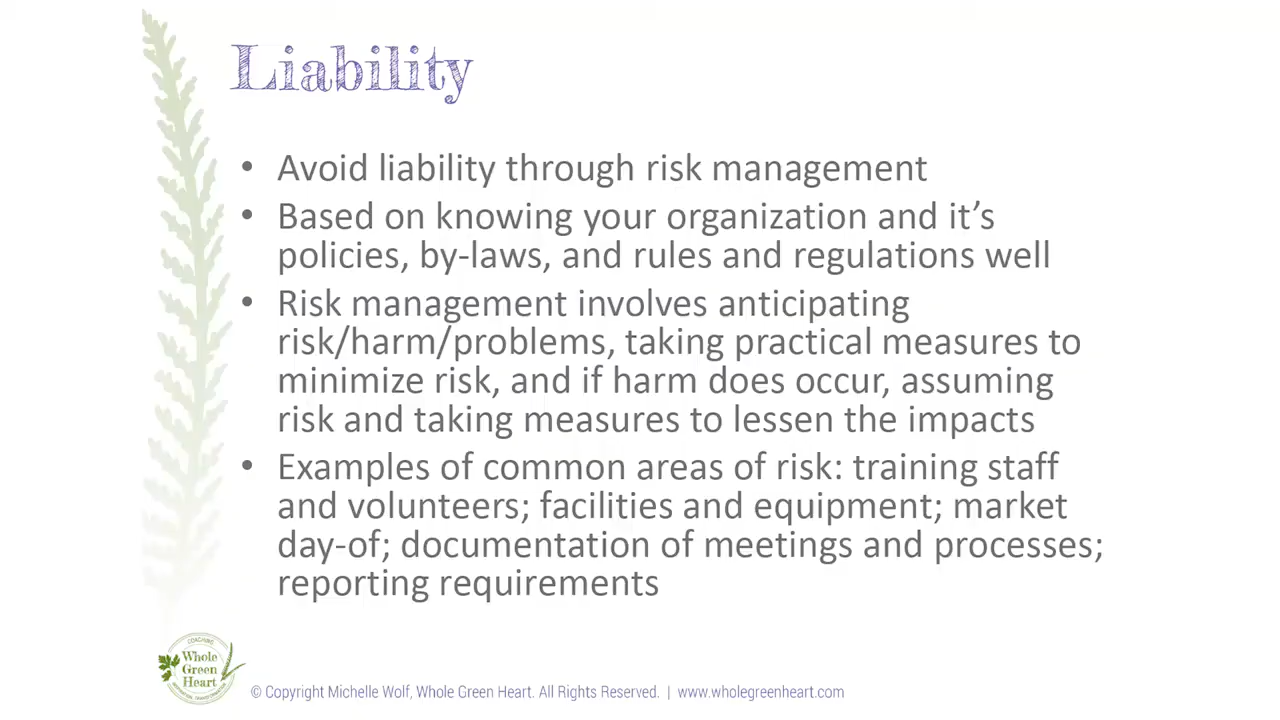 Liability
• Avoid liability through risk management
• Based on knowing your organization and it’s
policies, by-laws, and rules and regulations well
• Risk management involves anticipating
risk/harm/problems, taking practical measures to
minimize risk, and if harm does occur, assuming
risk and taking measures to lessen the impacts
• Examples of common areas of risk: training staff
and volunteers; facilities and equipment; market
day-of; documentation of meetings and processes;
reporting requirements
COACHING
Whole
Green
Heart
© Copyright Michelle Wolf, Whole Green Heart. All Rights Reserved. | www.wholegreenheart.com